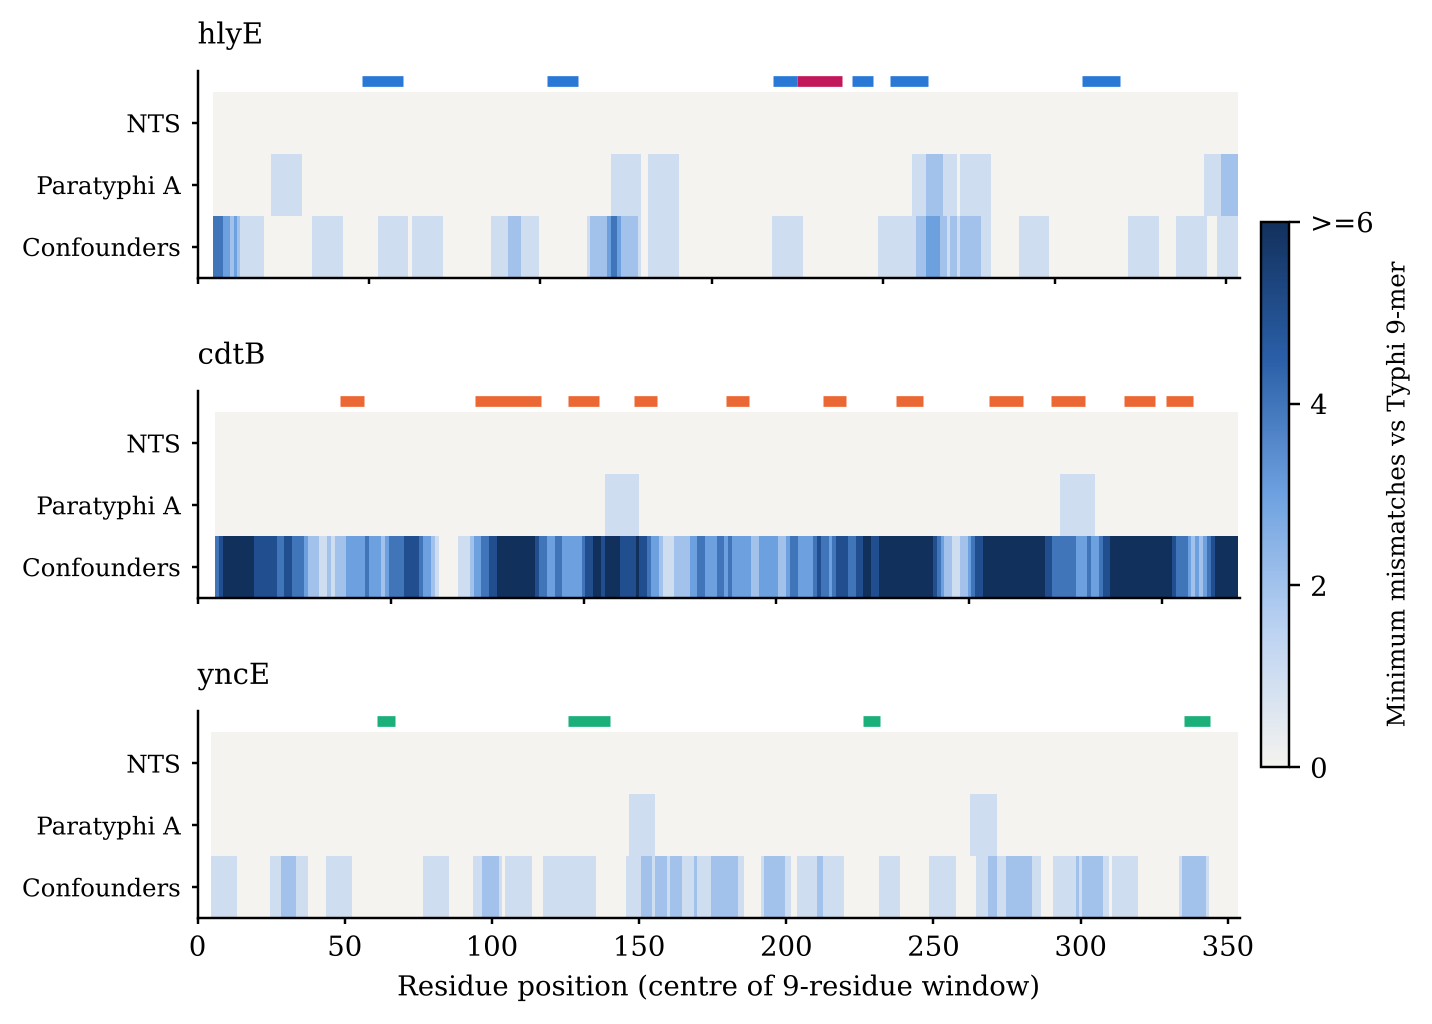 hlyE
NTS
Paratyphi A
Confounders
cdtB
NTS
Paratyphi A
Confounders
yncE
NTS
Paratyphi A
Confounders
0 50 100 150 200 250 300 350
Residue position (centre of 9-residue window)
>=6
4
2
0
Minimum mismatches vs Typhi 9-mer